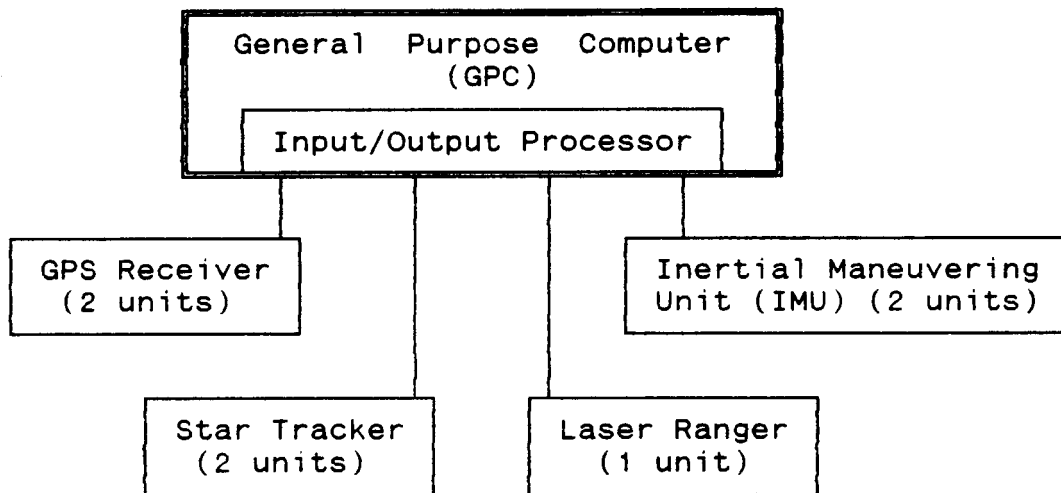 General Purpose Computer
(GPC)
Input/Output Processor
GPS Receiver
(2 units)
Inertial Maneuvering
Unit (IMU) (2 units)
Star Tracker
(2 units)
Laser Ranger
(1 unit)